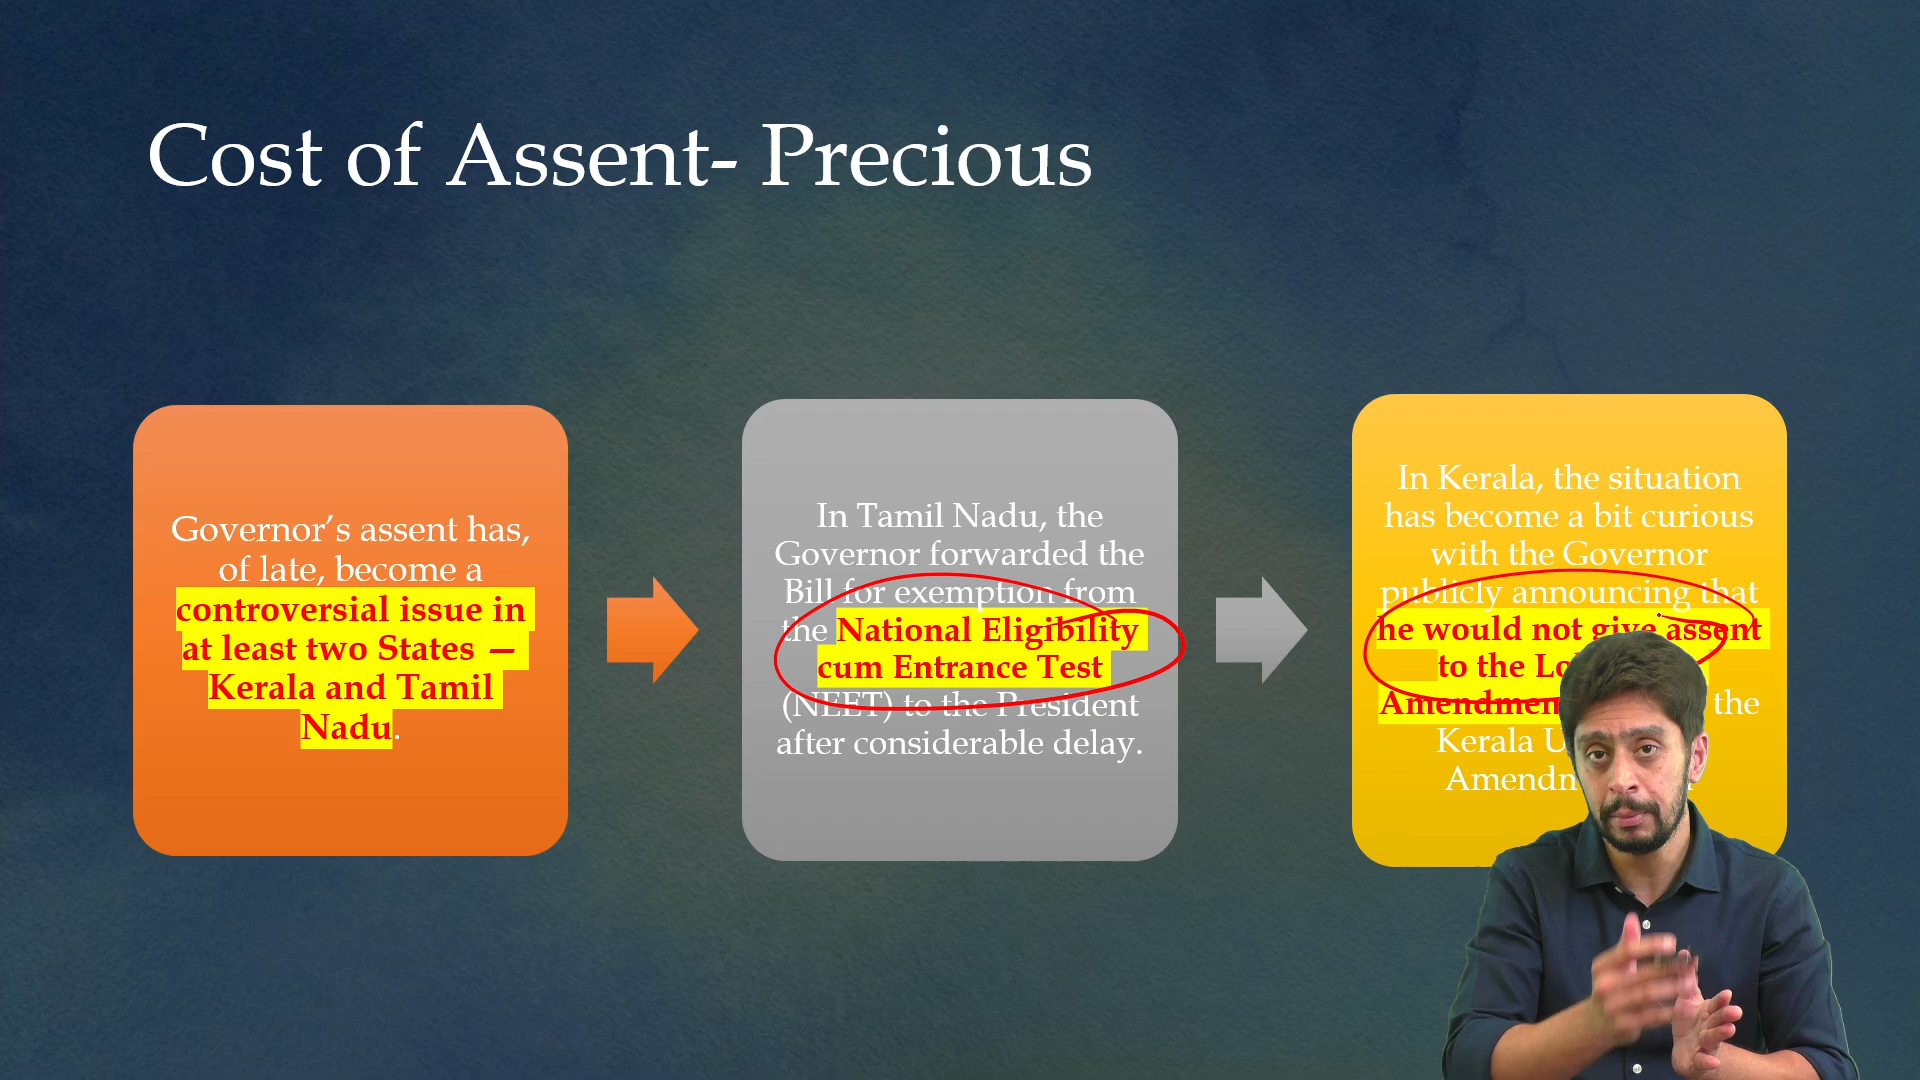 Cost of Assent- Precious
Governor’s assent has,
of late, become a
controversial issue in
at least two States —
Kerala and Tamil
Nadu.
In Tamil Nadu, the
Governor forwarded the
Bill for exemption from
the National Eligibility
cum Entrance Test
(NEET) to the President
after considerable delay.
In Kerala, the situation
has become a bit curious
with the Governor
publicly announcing that
he would not give assent
to the
the
Kerala